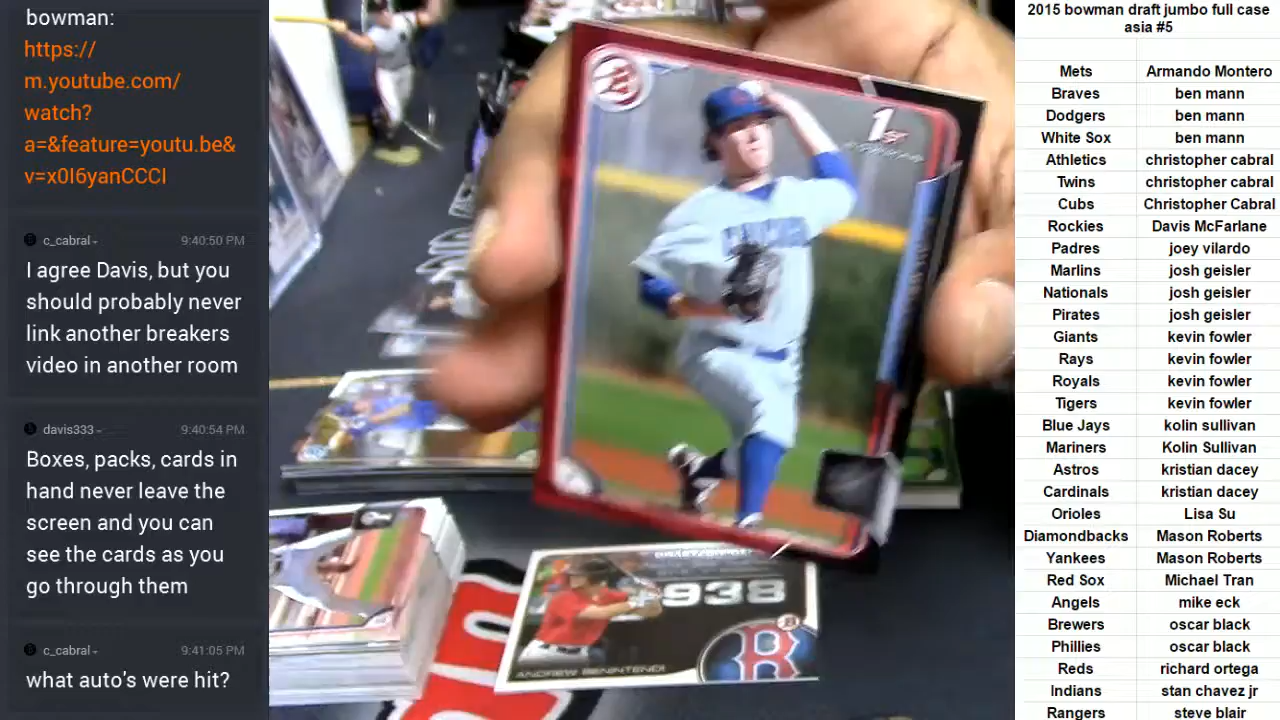 bowman:
https://
m.youtube.com/
watch?
a=&feature=youtu.be&
v=x0I6yanCCCI
c_cabral
9:40:50 PM
I agree Davis, but you
should probably never
link another breakers
video in another room
davis333
9:40:54 PM
Boxes, packs, cards in
hand never leave the
screen and you can
see the cards as you
go through them
c_cabral
9:41:05 PM
what auto's were hit?
1ST
938
ANDREW BENINTENDI
B
2015 bowman draft jumbo full case
asia #5
Mets Armando Montero
Braves ben mann
Dodgers ben mann
White Sox ben mann
Athletics christopher cabral
Twins christopher cabral
Cubs Christopher Cabral
Rockies Davis McFarlane
Padres joey vilardo
Marlins josh geisler
Nationals josh geisler
Pirates josh geisler
Giants kevin fowler
Rays kevin fowler
Royals kevin fowler
Tigers kevin fowler
Blue Jays kolin sullivan
Mariners Kolin Sullivan
Astros kristian dacey
Cardinals kristian dacey
Orioles Lisa Su
Diamondbacks Mason Roberts
Yankees Mason Roberts
Red Sox Michael Tran
Angels mike eck
Brewers oscar black
Phillies oscar black
Reds richard ortega
Indians stan chavez jr
Rangers steve blair